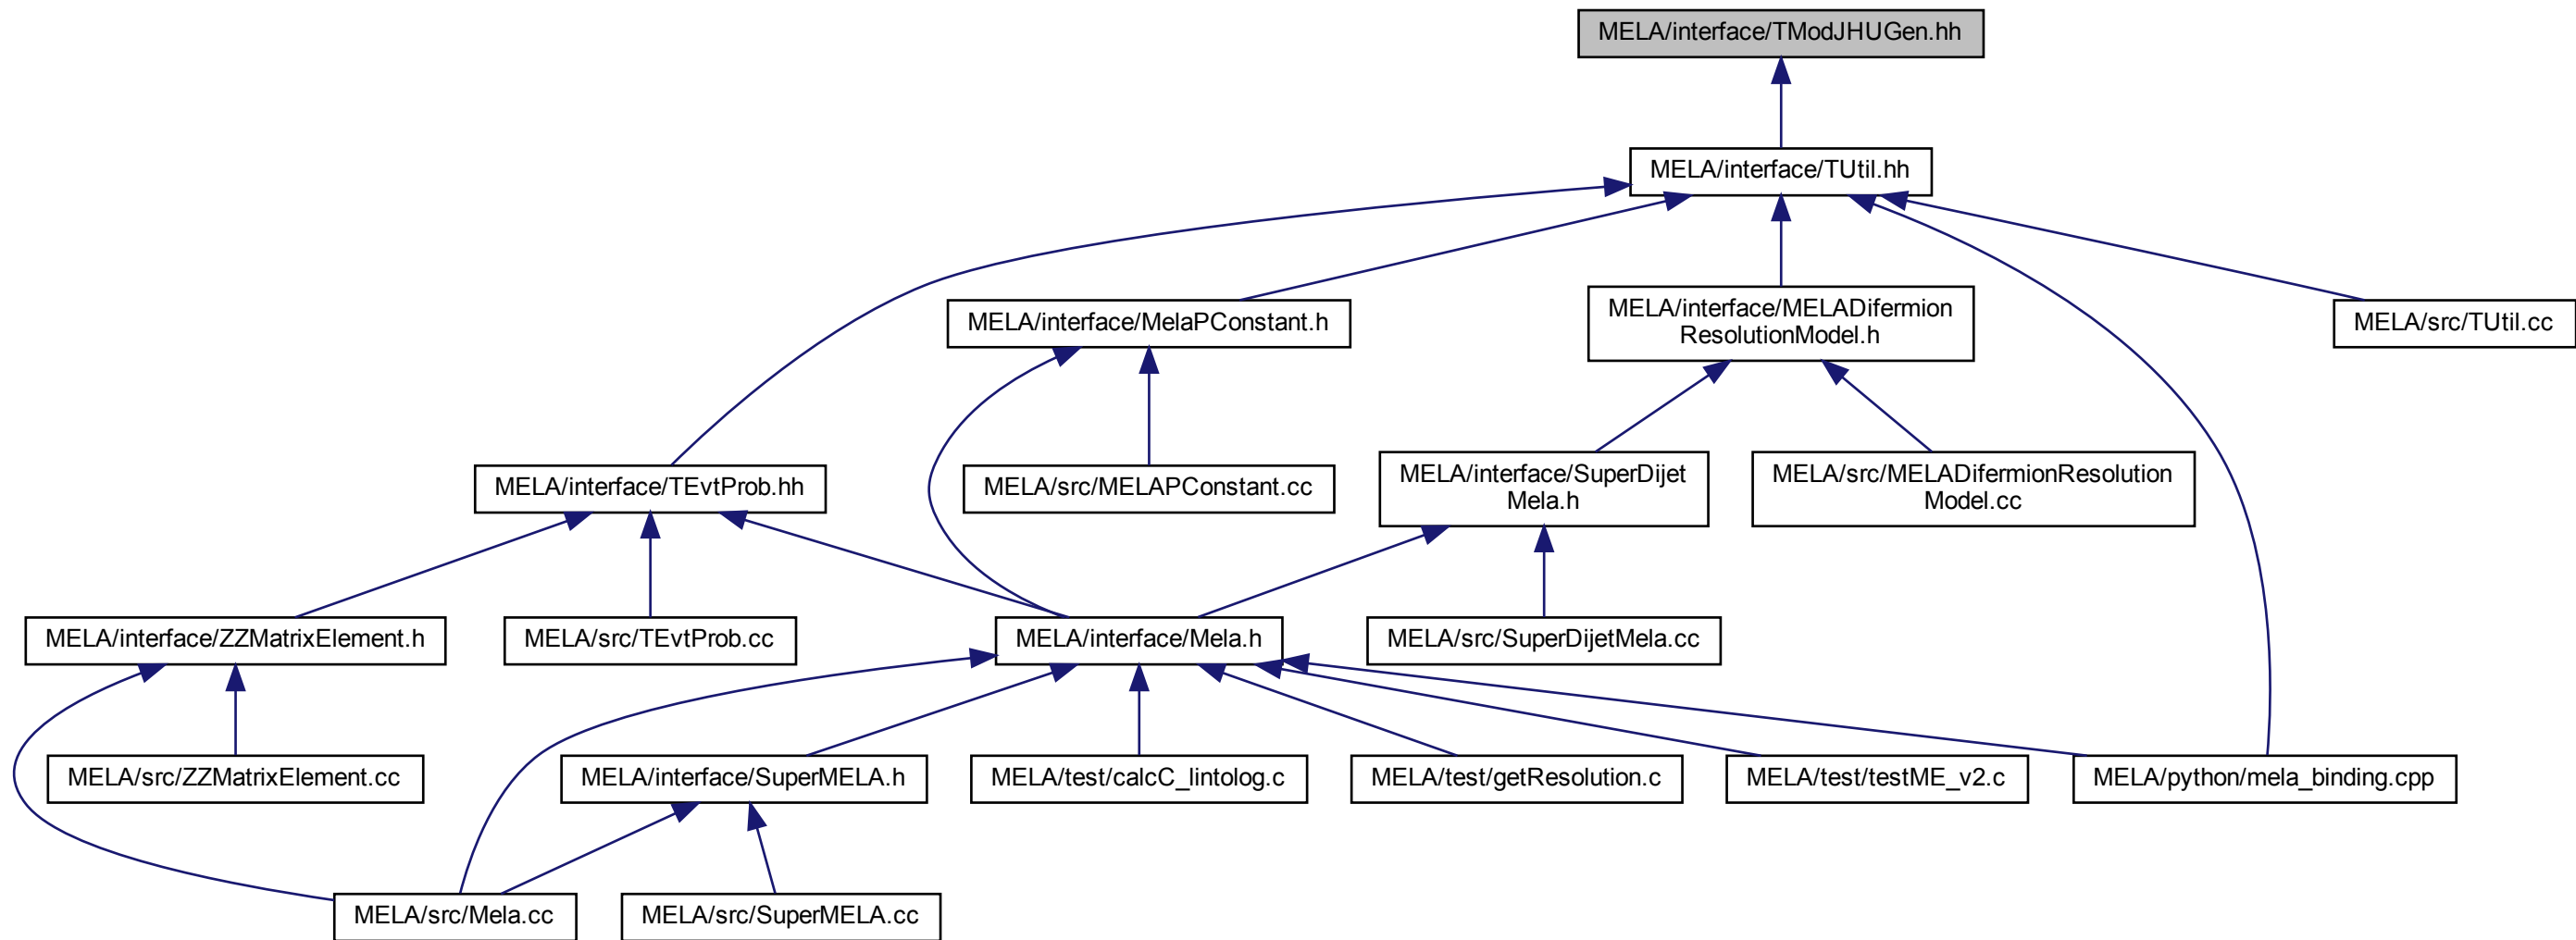 MELA/interface/TModJHUGen.hh
MELA/interface/TUtil.hh
MELA/interface/MelaPConstant.h
MELA/interface/MELADifermion
ResolutionModel.h
MELA/src/TUtil.cc
MELA/interface/TEvtProb.hh
MELA/src/MELAPConstant.cc
MELA/interface/SuperDijet
Mela.h
MELA/src/MELADifermionResolution
Model.cc
MELA/interface/ZZMatrixElement.h
MELA/src/TEvtProb.cc
MELA/interface/Mela.h
MELA/src/SuperDijetMela.cc
MELA/src/ZZMatrixElement.cc
MELA/interface/SuperMELA.h
MELA/test/calcC_lintolog.c
MELA/test/getResolution.c
MELA/test/testME_v2.c
MELA/python/mela_binding.cpp
MELA/src/Mela.cc
MELA/src/SuperMELA.cc